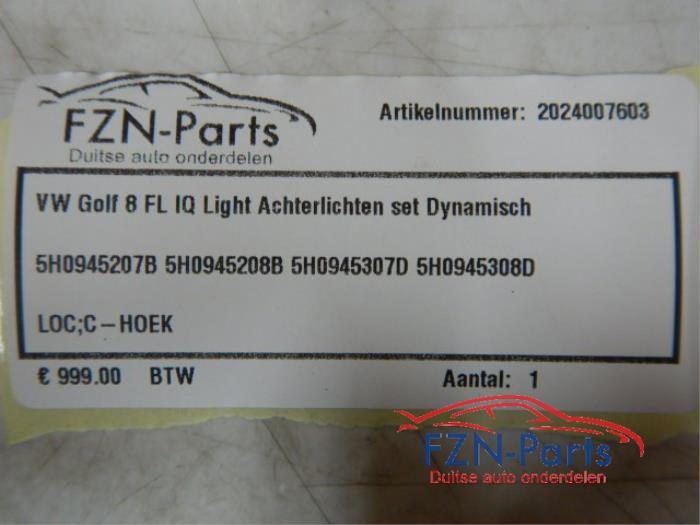 FZN-Parts
Duitse auto onderdelen
Artikelnummer: 2024007603
VW Golf 8 FL IQ Light Achterlichten set Dynamisch
5H0945207B 5H0945208B 5H0945307D 5H0945308D
LOC;C-HOEK
€ 999.00 BTW
Aantal: 1
FZN-Parts
Duitse auto onderdelen